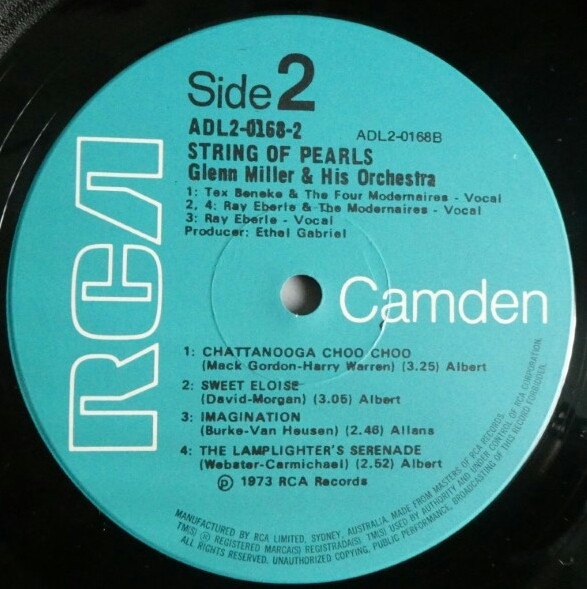 Side 2
ADL2-0168-2
ADL2-0168B
STRING OF PEARLS
Glenn Miller & His Orchestra
1: Tex Beneke & The Four Modernaires - Vocal
2, 4: Ray Eberle & The Modernaires - Vocal
3: Ray Eberle - Vocal
Producer: Ethel Gabriel
RCA
Camden
1: CHATTANOOGA CHOO CHOO
(Mack Gordon-Harry Warren) (3.25) Albert
2: SWEET ELOISE
(David-Morgan) (3.05) Albert
3: IMAGINATION
(Burke-Van Heusen) (2.46) Allans
4: THE LAMPLIGHTER'S SERENADE
(Webster-Carmichael) (2.52) Albert
℗ 1973 RCA Records
MANUFACTURED BY RCA LIMITED, SYDNEY, AUSTRALIA. MADE FROM MASTERS OF RCA RECORDS.
TM(S) ® REGISTERED MARCA(S) REGISTRADA(S) TM(S) USED BY AUTHORITY AND UNDER CONTROL OF RCA CORPORATION.
ALL RIGHTS RESERVED. UNAUTHORIZED COPYING, PUBLIC PERFORMANCE, BROADCASTING OF THIS RECORD FORBIDDEN.